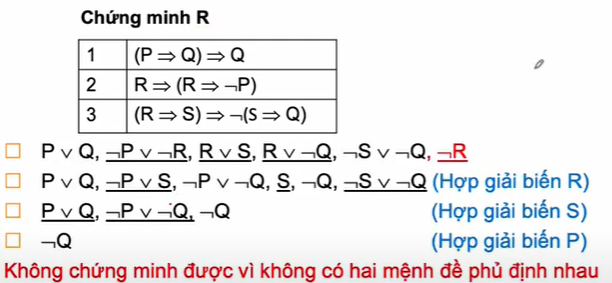 Chứng minh R
1 (P ⇒ Q) ⇒ Q
2 R ⇒ (R ⇒ ¬P)
3 (R ⇒ S) ⇒ ¬(S ⇒ Q)
P ∨ Q, ¬P ∨ ¬R, R ∨ S, R ∨ ¬Q, ¬S ∨ ¬Q, ¬R
P ∨ Q, ¬P ∨ S, ¬P ∨ ¬Q, S, ¬Q, ¬S ∨ ¬Q (Hợp giải biến R)
P ∨ Q, ¬P ∨ ¬Q, ¬Q (Hợp giải biến S)
¬Q (Hợp giải biến P)
Không chứng minh được vì không có hai mệnh đề phủ định nhau